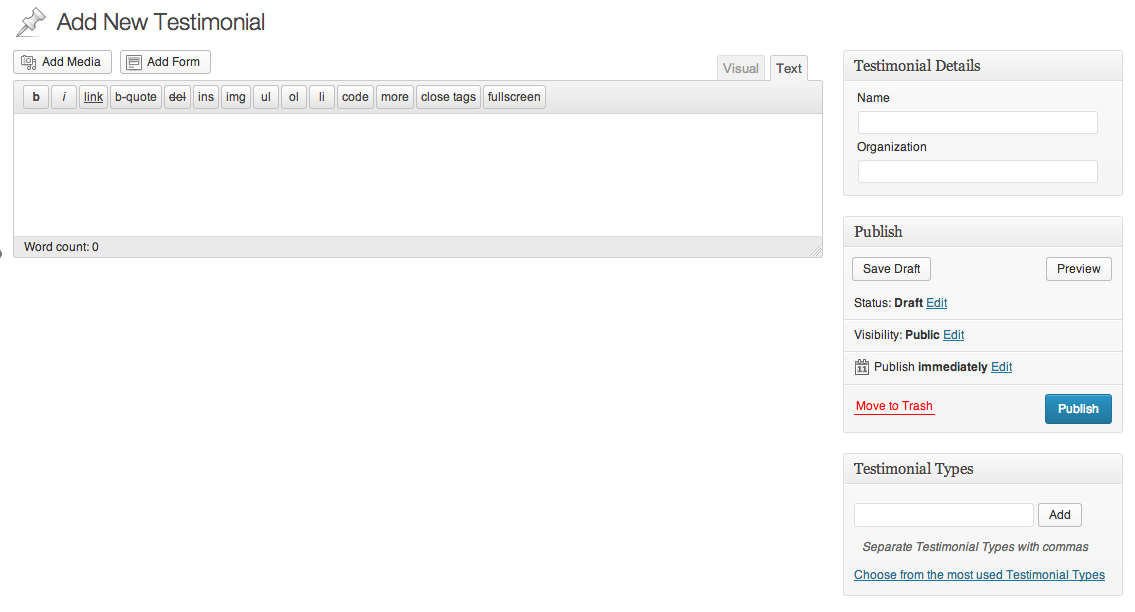 Add New Testimonial
Add Media Add Form
Visual Text
b i link b-quote del ins img ul ol li code more close tags fullscreen
Word count: 0
Testimonial Details
Name
Organization
Publish
Save Draft Preview
Status: Draft Edit
Visibility: Public Edit
11 Publish immediately Edit
Move to Trash Publish
Testimonial Types
Add
Separate Testimonial Types with commas
Choose from the most used Testimonial Types